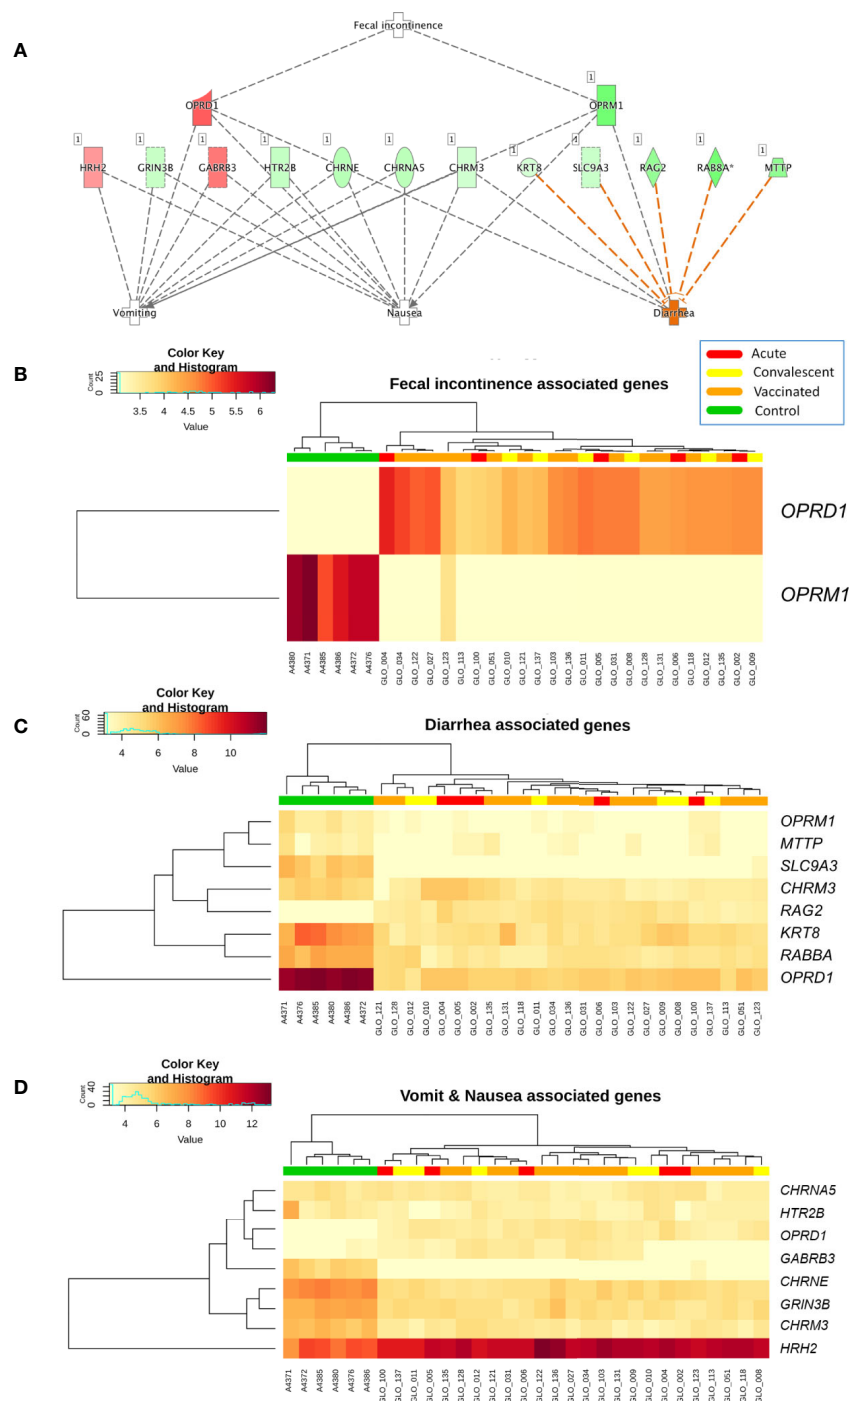 A
Fecal incontinence
1
1
OPRD1
OPRM1
1 1 1 1 1 1 1 1 1 1 1 1
HRH2 GRIN3B GABRB3 HTR2B CHRNE CHRNA5 CHRM3 KRT8 SLC9A3 RAG2 RAB8A* MTTP
Vomiting Nausea Diarrhea
Acute
Convalescent
Vaccinated
Control
B
Color Key
and Histogram
Count
0 25
3.5 4 4.5 5 5.5 6
Value
Fecal incontinence associated genes
OPRD1
OPRM1
A4380 A4371 A4385 A4386 A4372 A4376 GLO_004 GLO_034 GLO_122 GLO_027 GLO_123 GLO_113 GLO_100 GLO_051 GLO_010 GLO_121 GLO_137 GLO_103 GLO_136 GLO_011 GLO_005 GLO_031 GLO_008 GLO_128 GLO_131 GLO_006 GLO_118 GLO_012 GLO_135 GLO_002 GLO_009
C
Color Key
and Histogram
Count
0 60
4 6 8 10
Value
Diarrhea associated genes
OPRM1
MTTP
SLC9A3
CHRM3
RAG2
KRT8
RABBA
OPRD1
A4371 A4376 A4385 A4380 A4386 A4372 GLO_121 GLO_128 GLO_012 GLO_010 GLO_004 GLO_005 GLO_002 GLO_135 GLO_131 GLO_118 GLO_011 GLO_034 GLO_136 GLO_031 GLO_006 GLO_103 GLO_122 GLO_027 GLO_009 GLO_008 GLO_100 GLO_137 GLO_113 GLO_051 GLO_123
D
Color Key
and Histogram
Count
0 40
4 6 8 10 12
Value
Vomit & Nausea associated genes
CHRNA5
HTR2B
OPRD1
GABRB3
CHRNE
GRIN3B
CHRM3
HRH2
A4371 A4372 A4385 A4380 A4376 A4386 GLO_100 GLO_137 GLO_011 GLO_005 GLO_135 GLO_128 GLO_012 GLO_121 GLO_031 GLO_006 GLO_122 GLO_136 GLO_027 GLO_034 GLO_103 GLO_131 GLO_009 GLO_010 GLO_004 GLO_002 GLO_123 GLO_113 GLO_051 GLO_118 GLO_008